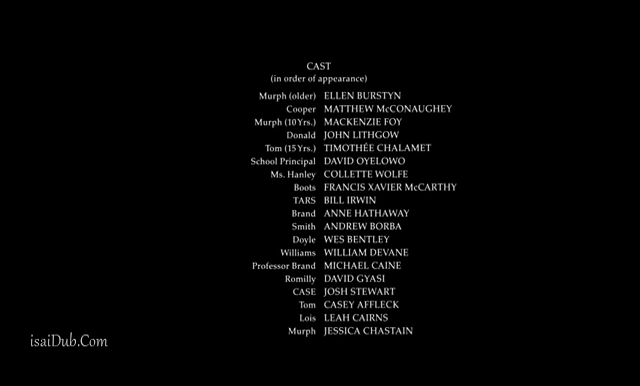 CAST
(in order of appearance)
Murph (older) ELLEN BURSTYN
Cooper MATTHEW McCONAUGHEY
Murph (10 Yrs.) MACKENZIE FOY
Donald JOHN LITHGOW
Tom (15 Yrs.) TIMOTHÉE CHALAMET
School Principal DAVID OYELOWO
Ms. Hanley COLLETTE WOLFE
Boots FRANCIS XAVIER McCARTHY
TARS BILL IRWIN
Brand ANNE HATHAWAY
Smith ANDREW BORBA
Doyle WES BENTLEY
Williams WILLIAM DEVANE
Professor Brand MICHAEL CAINE
Romilly DAVID GYASI
CASE JOSH STEWART
Tom CASEY AFFLECK
Lois LEAH CAIRNS
Murph JESSICA CHASTAIN
isaiDub.Com